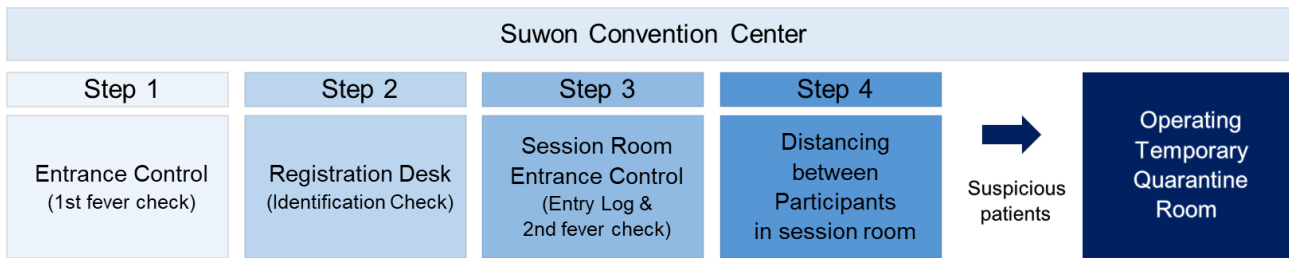 Suwon Convention Center
Step 1
Entrance Control
(1st fever check)
Step 2
Registration Desk
(Identification Check)
Step 3
Session Room
Entrance Control
(Entry Log &
2nd fever check)
Step 4
Distancing
between
Participants
in session room
Suspicious
patients
Operating
Temporary
Quarantine
Room